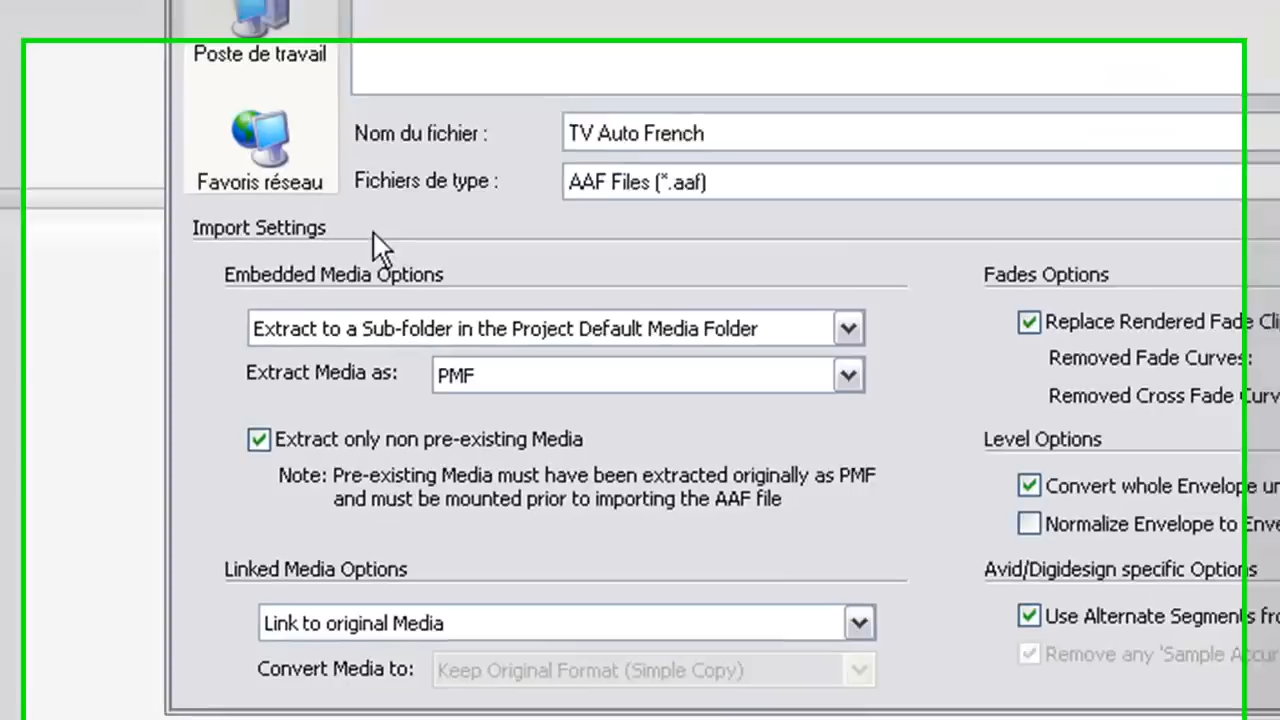 Poste de travail
Favoris réseau
Nom du fichier :
TV Auto French
Fichiers de type :
AAF Files (*.aaf)
Import Settings
Embedded Media Options
Extract to a Sub-folder in the Project Default Media Folder
Extract Media as:
PMF
Extract only non pre-existing Media
Note: Pre-existing Media must have been extracted originally as PMF
and must be mounted prior to importing the AAF file
Linked Media Options
Link to original Media
Convert Media to:
Keep Original Format (Simple Copy)
Fades Options
Replace Rendered Fade
Removed Fade Curves:
Removed Cross Fade
Level Options
Convert whole Envelope
Normalize Envelope to
Avid/Digidesign specific Options
Use Alternate Segments
Remove any 'Sample